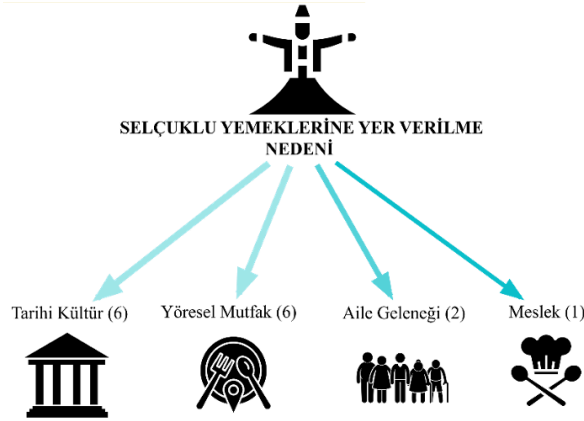 SELÇUKLU YEMEKLERİNE YER VERİLME
NEDENİ
Tarihi Kültür (6)
Yöresel Mutfak (6)
Aile Geleneği (2)
Meslek (1)